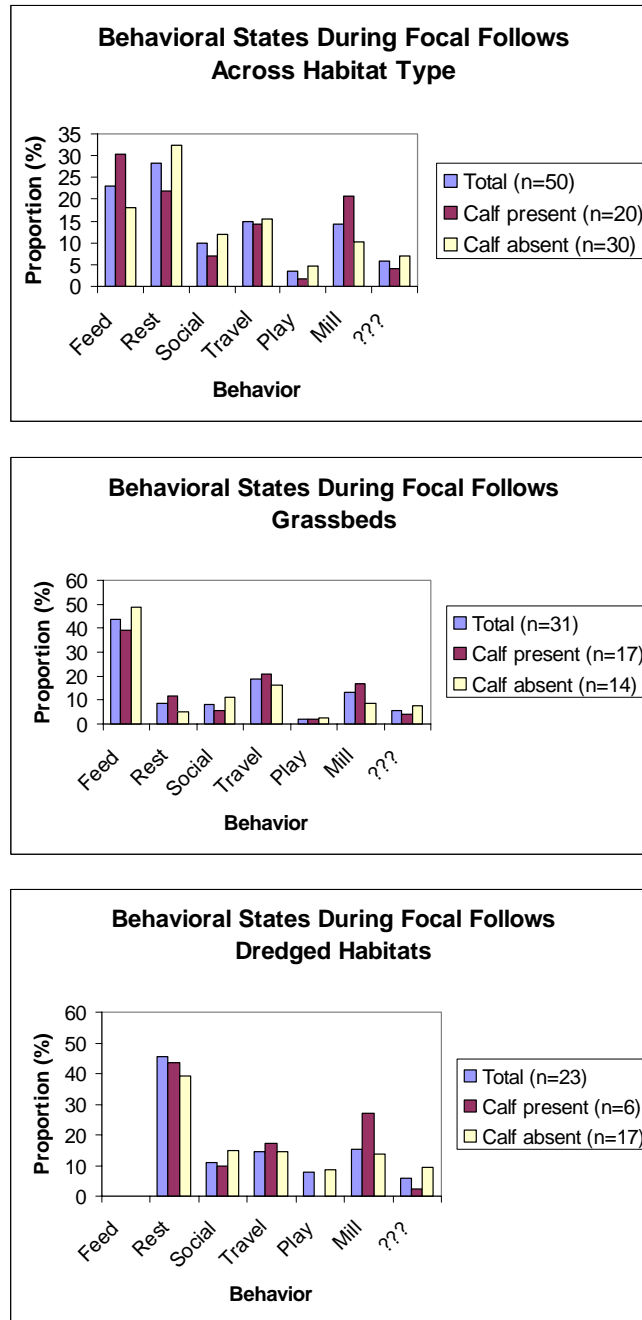 Behavioral States During Focal Follows
Across Habitat Type
35
30
25
20
15
10
5
0
Proportion (%)
Feed
Rest
Social
Travel
Play
Mill
???
Behavior
Total (n=50)
Calf present (n=20)
Calf absent (n=30)
Behavioral States During Focal Follows
Grassbeds
60
50
40
30
20
10
0
Proportion (%)
Feed
Rest
Social
Travel
Play
Mill
???
Behavior
Total (n=31)
Calf present (n=17)
Calf absent (n=14)
Behavioral States During Focal Follows
Dredged Habitats
60
50
40
30
20
10
0
Proportion (%)
Feed
Rest
Social
Travel
Play
Mill
???
Behavior
Total (n=23)
Calf present (n=6)
Calf absent (n=17)